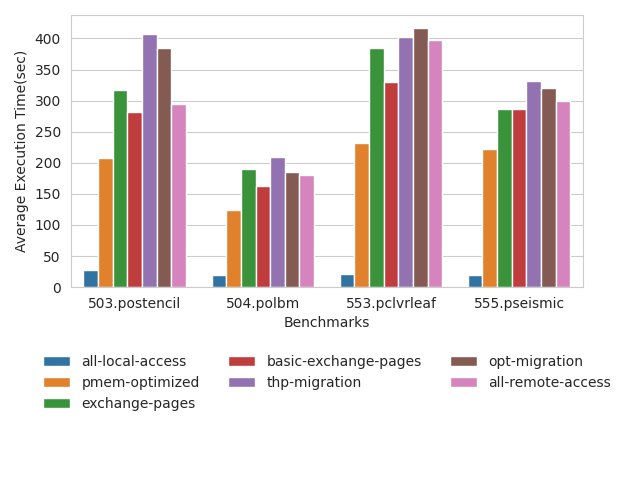 Average Execution Time(sec)
400
350
300
250
200
150
100
50
0
503.postencil 504.polbm 553.pclvrleaf 555.pseismic
Benchmarks
all-local-access basic-exchange-pages opt-migration
pmem-optimized thp-migration all-remote-access
exchange-pages